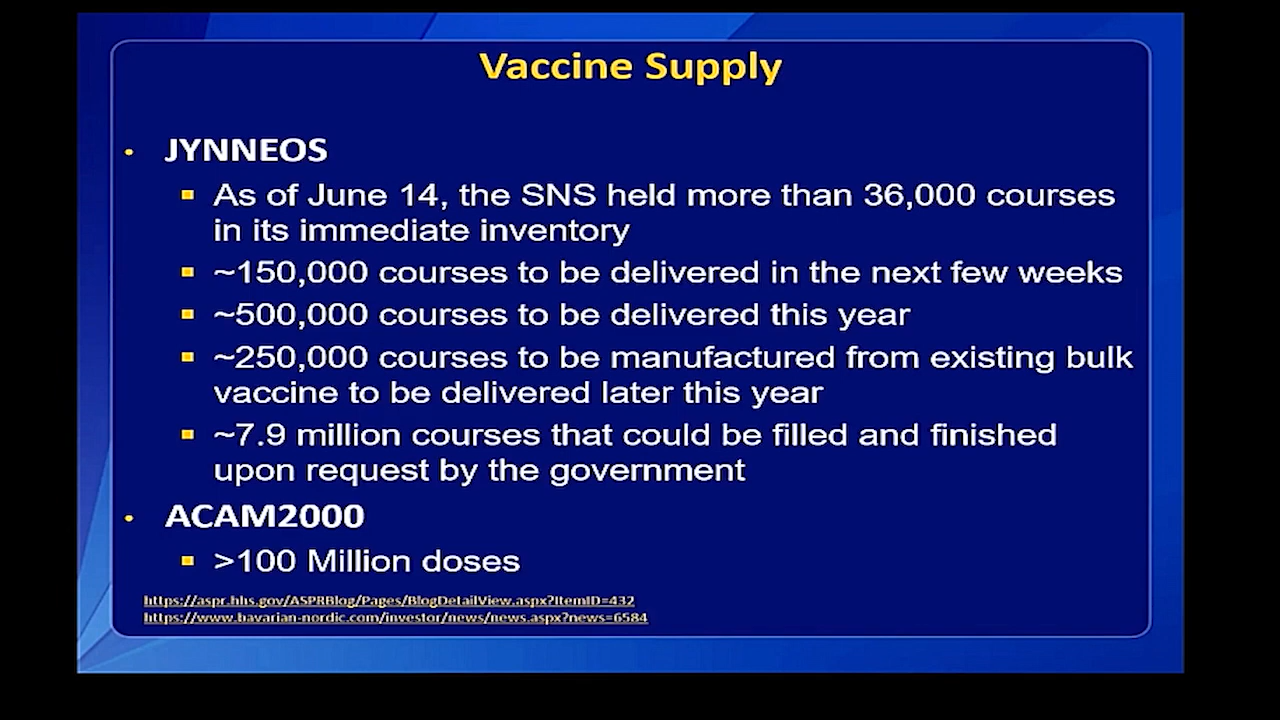 Vaccine Supply
• JYNNEOS
▪ As of June 14, the SNS held more than 36,000 courses
in its immediate inventory
▪ ~150,000 courses to be delivered in the next few weeks
▪ ~500,000 courses to be delivered this year
▪ ~250,000 courses to be manufactured from existing bulk
vaccine to be delivered later this year
▪ ~7.9 million courses that could be filled and finished
upon request by the government
• ACAM2000
▪ >100 Million doses
https://aspr.hhs.gov/ASPRBlog/Pages/BlogDetailView.aspx?ItemID=432
https://www.bavarian-nordic.com/investor/news/news.aspx?news=6584